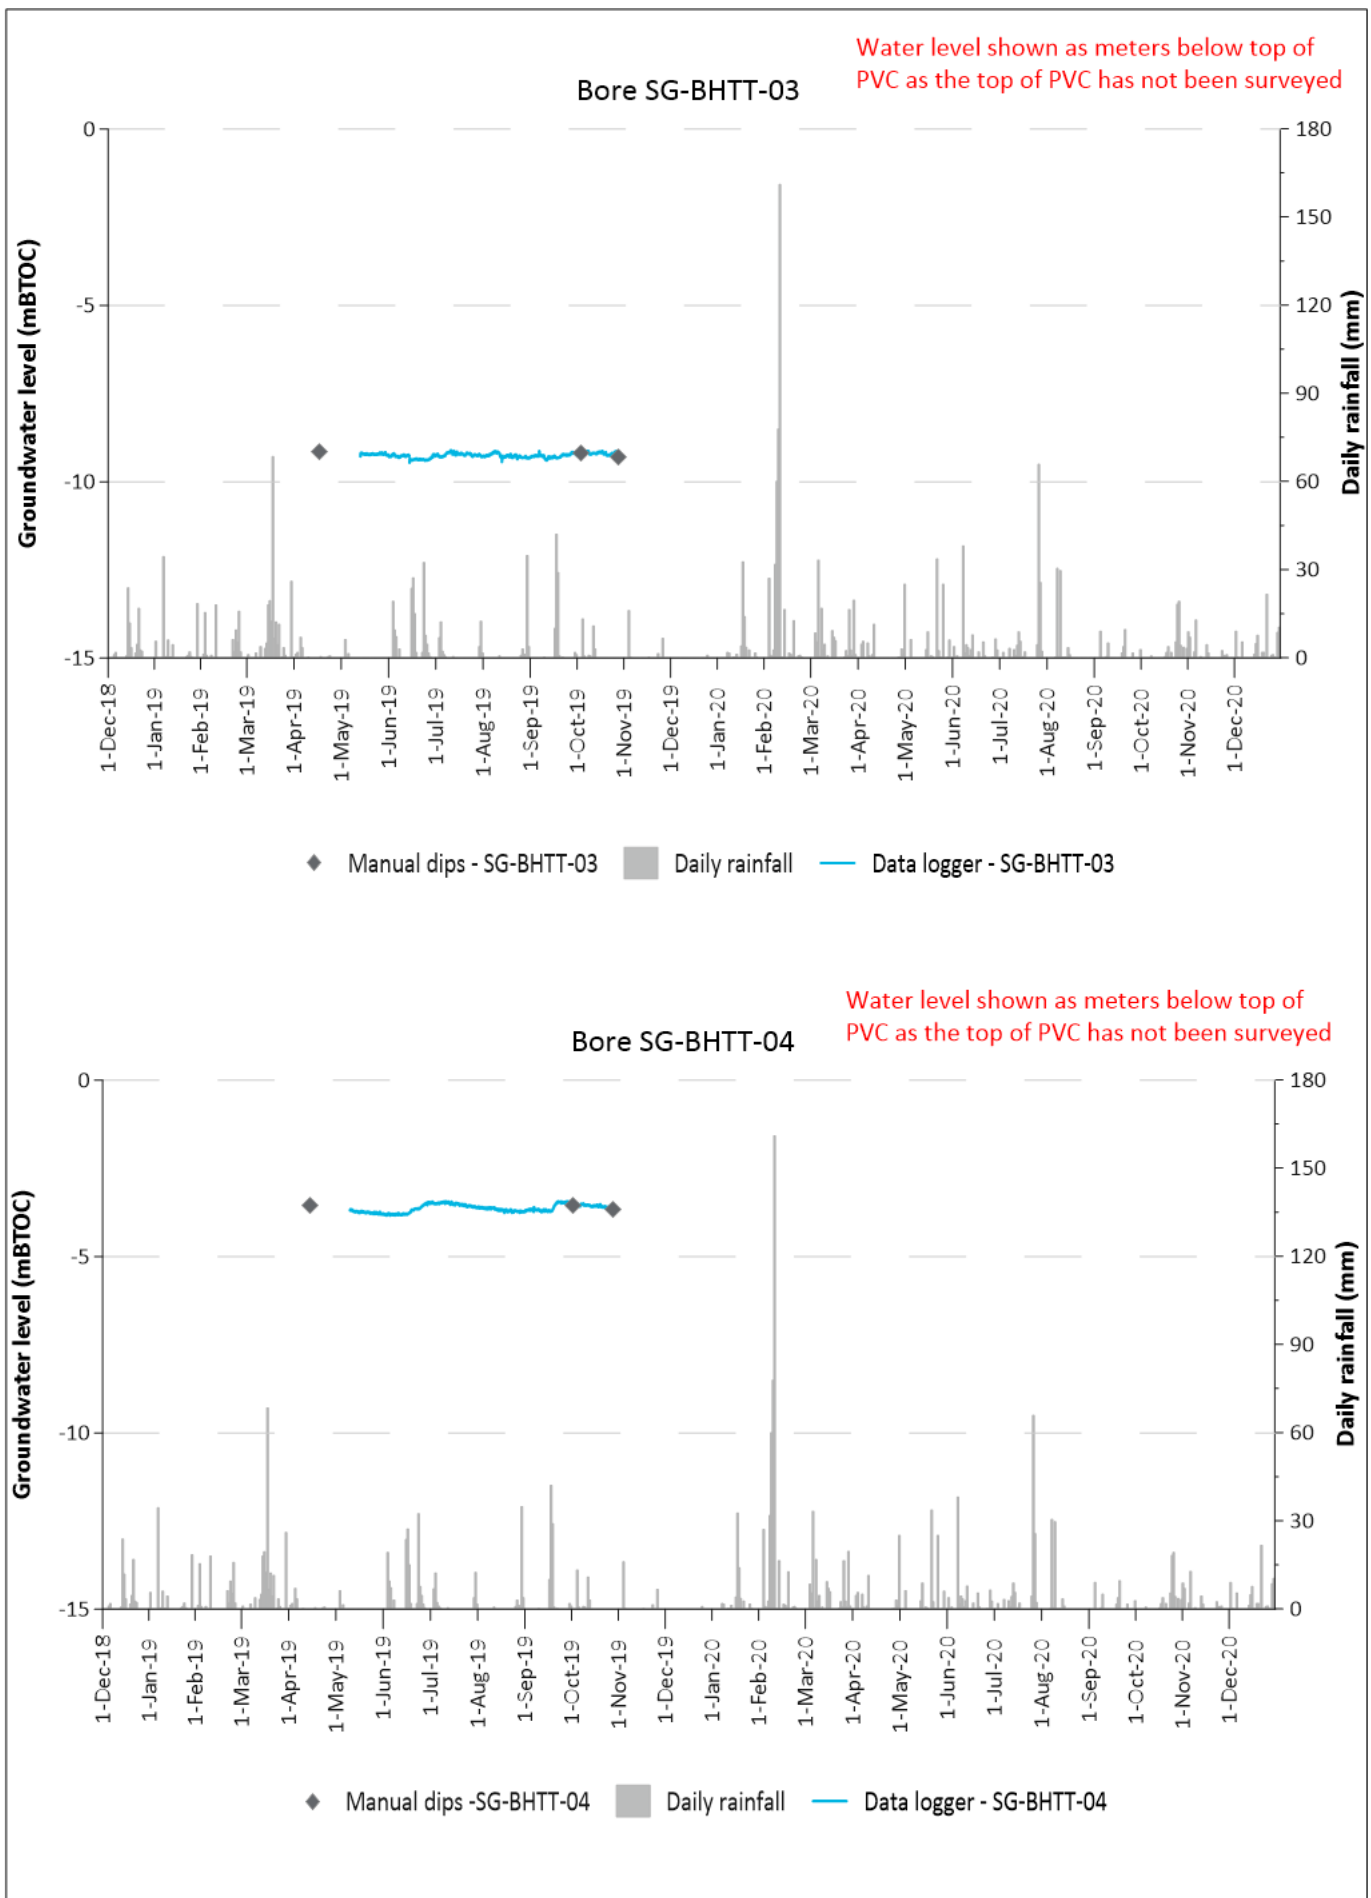 Water level shown as meters below top of
PVC as the top of PVC has not been surveyed
Bore SG-BHTT-03
0
-5
-10
-15
Groundwater level (mBTOC)
180
150
120
90
60
30
0
Daily rainfall (mm)
1-Dec-18
1-Jan-19
1-Feb-19
1-Mar-19
1-Apr-19
1-May-19
1-Jun-19
1-Jul-19
1-Aug-19
1-Sep-19
1-Oct-19
1-Nov-19
1-Dec-19
1-Jan-20
1-Feb-20
1-Mar-20
1-Apr-20
1-May-20
1-Jun-20
1-Jul-20
1-Aug-20
1-Sep-20
1-Oct-20
1-Nov-20
1-Dec-20
Manual dips - SG-BHTT-03 Daily rainfall Data logger - SG-BHTT-03
Water level shown as meters below top of
PVC as the top of PVC has not been surveyed
Bore SG-BHTT-04
0
-5
-10
-15
Groundwater level (mBTOC)
180
150
120
90
60
30
0
Daily rainfall (mm)
1-Dec-18
1-Jan-19
1-Feb-19
1-Mar-19
1-Apr-19
1-May-19
1-Jun-19
1-Jul-19
1-Aug-19
1-Sep-19
1-Oct-19
1-Nov-19
1-Dec-19
1-Jan-20
1-Feb-20
1-Mar-20
1-Apr-20
1-May-20
1-Jun-20
1-Jul-20
1-Aug-20
1-Sep-20
1-Oct-20
1-Nov-20
1-Dec-20
Manual dips -SG-BHTT-04 Daily rainfall Data logger - SG-BHTT-04